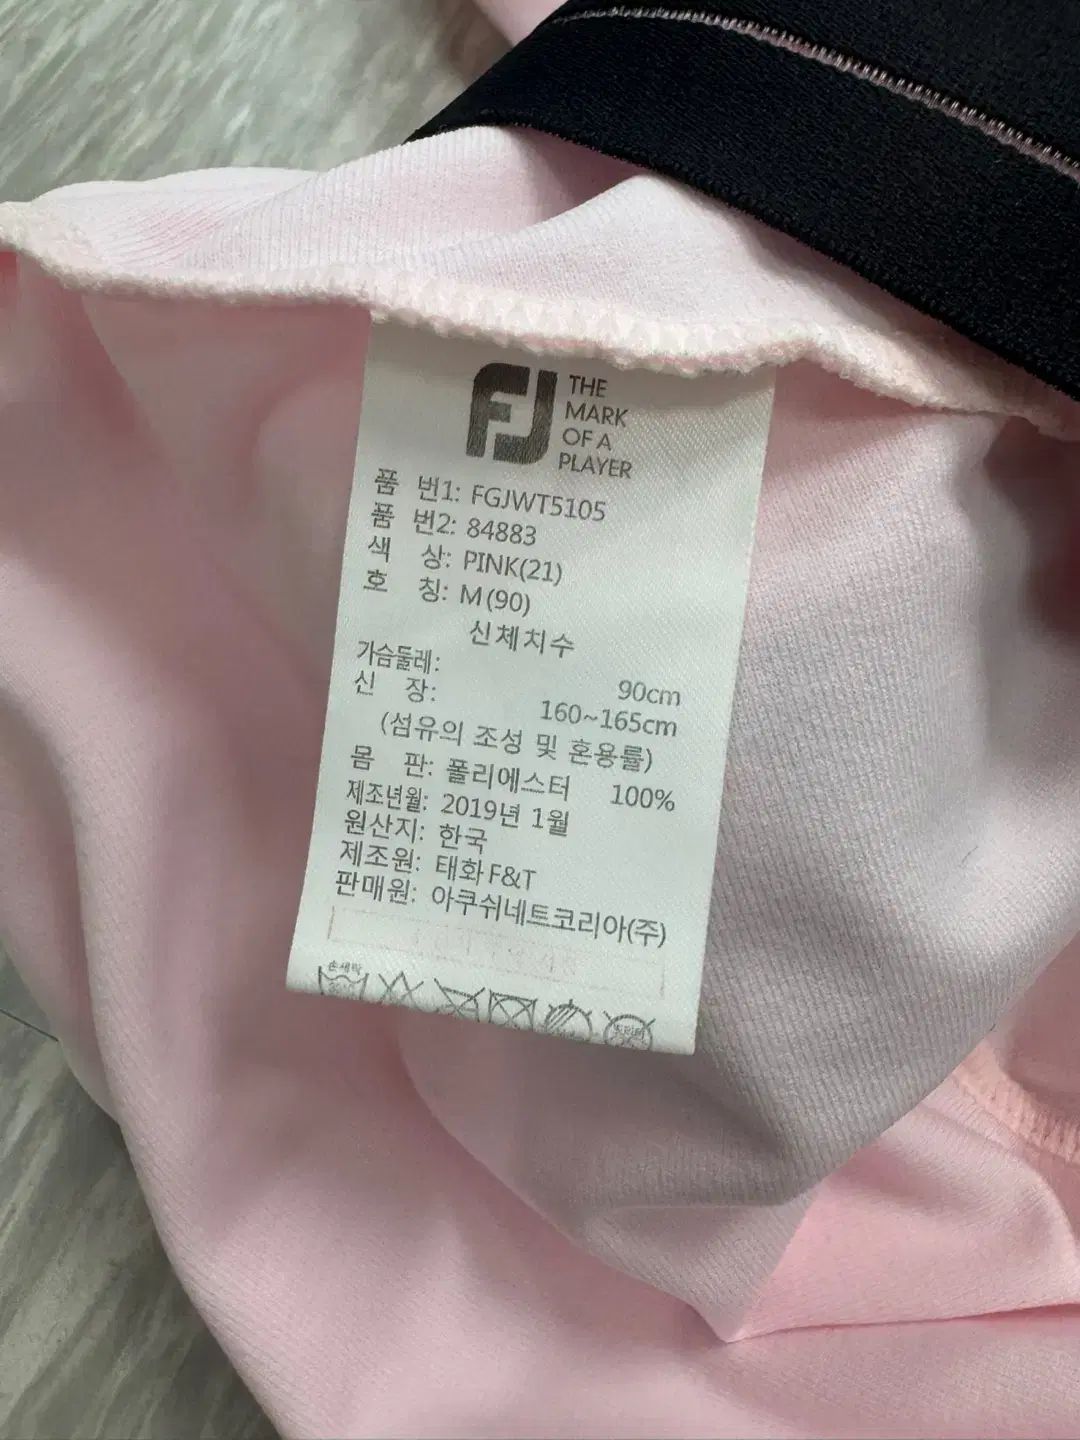 FJ
THE
MARK
OF A
PLAYER
품 번1: FGJWT5105
품 번2: 84883
색 상: PINK(21)
호 칭: M(90)
신체치수
가슴둘레: 90cm
신 장: 160~165cm
(섬유의 조성 및 혼용률)
몸 판: 폴리에스터 100%
제조년월: 2019년 1월
원산지: 한국
제조원: 태화 F&T
판매원: 아쿠쉬네트코리아(주)
손세탁